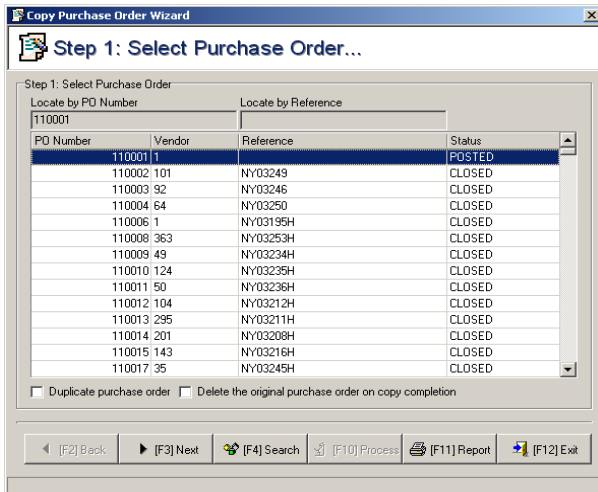 Copy Purchase Order Wizard
Step 1: Select Purchase Order...
Step 1: Select Purchase Order
Locate by PO Number Locate by Reference
110001
PO Number Vendor Reference Status
110001 1 POSTED
110002 101 NY03249 CLOSED
110003 92 NY03246 CLOSED
110004 64 NY03250 CLOSED
110006 1 NY03195H CLOSED
110008 363 NY03253H CLOSED
110009 49 NY03234H CLOSED
110010 124 NY03235H CLOSED
110011 50 NY03236H CLOSED
110012 104 NY03212H CLOSED
110013 295 NY03211H CLOSED
110014 201 NY03208H CLOSED
110015 143 NY03216H CLOSED
110017 35 NY03245H CLOSED
Duplicate purchase order Delete the original purchase order on copy completion
[F2] Back [F3] Next [F4] Search [F10] Process [F11] Report [F12] Exit